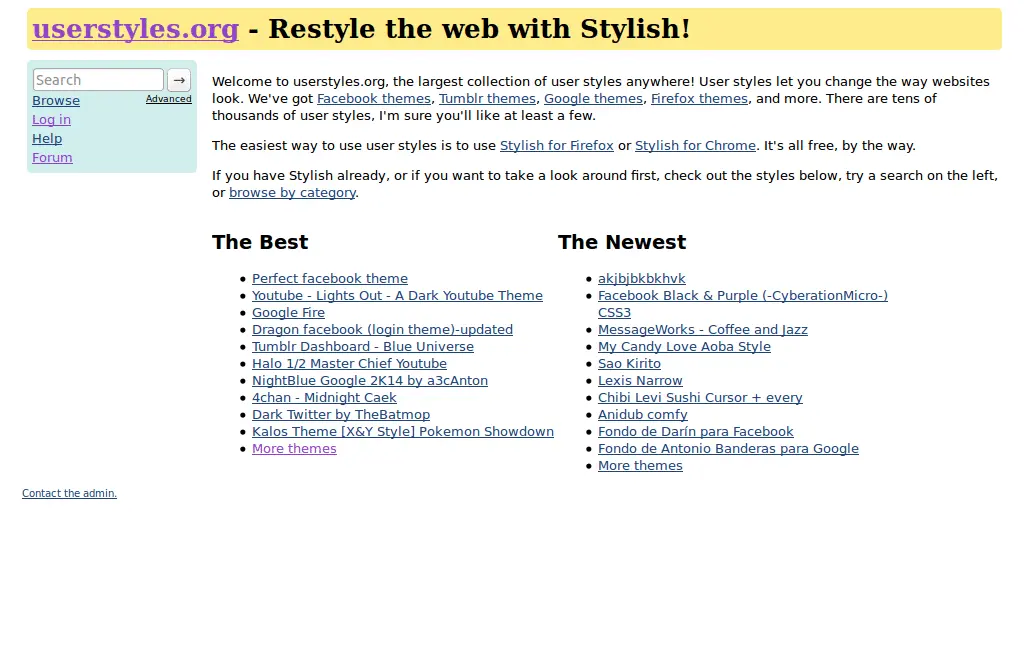 userstyles.org - Restyle the web with Stylish!
Search →
Browse Advanced
Log in
Help
Forum
Welcome to userstyles.org, the largest collection of user styles anywhere! User styles let you change the way websites
look. We've got Facebook themes, Tumblr themes, Google themes, Firefox themes, and more. There are tens of
thousands of user styles, I'm sure you'll like at least a few.
The easiest way to use user styles is to use Stylish for Firefox or Stylish for Chrome. It's all free, by the way.
If you have Stylish already, or if you want to take a look around first, check out the styles below, try a search on the left,
or browse by category.
The Best
Perfect facebook theme
Youtube - Lights Out - A Dark Youtube Theme
Google Fire
Dragon facebook (login theme)-updated
Tumblr Dashboard - Blue Universe
Halo 1/2 Master Chief Youtube
NightBlue Google 2K14 by a3cAnton
4chan - Midnight Caek
Dark Twitter by TheBatmop
Kalos Theme [X&Y Style] Pokemon Showdown
More themes
The Newest
akjbjbkbkhvk
Facebook Black & Purple (-CyberationMicro-)
CSS3
MessageWorks - Coffee and Jazz
My Candy Love Aoba Style
Sao Kirito
Lexis Narrow
Chibi Levi Sushi Cursor + every
Anidub comfy
Fondo de Darín para Facebook
Fondo de Antonio Banderas para Google
More themes
Contact the admin.